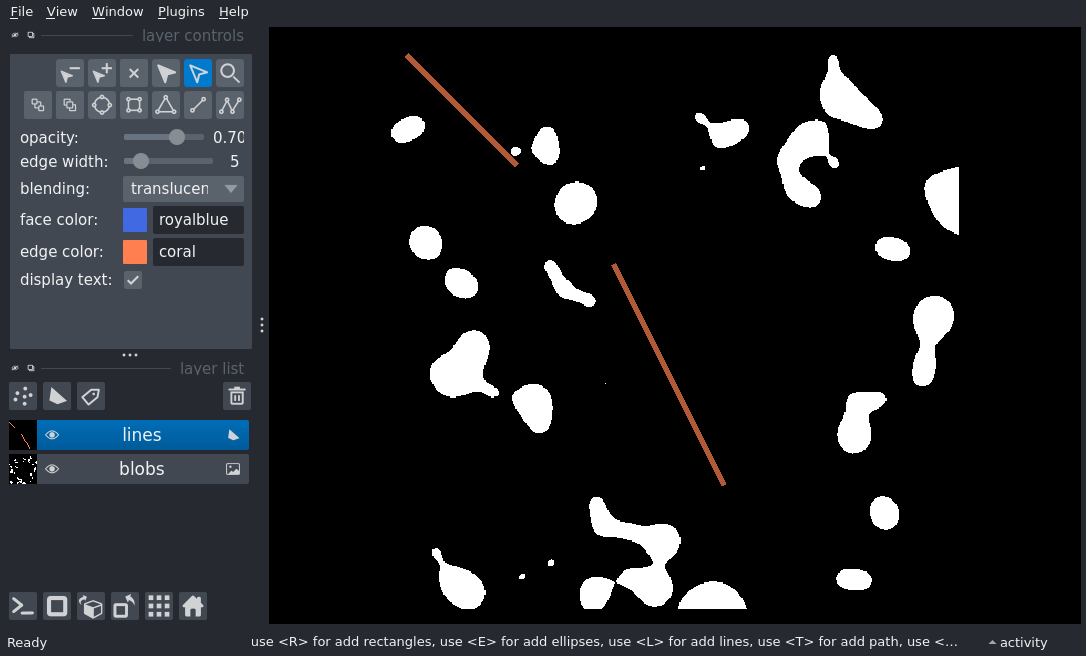 File View Window Plugins Help
layer controls
opacity: 0.70
edge width: 5
blending: translucen
face color: royalblue
edge color: coral
display text:
layer list
lines
blobs
Ready use <R> for add rectangles, use <E> for add ellipses, use <L> for add lines, use <T> for add path, use <... activity